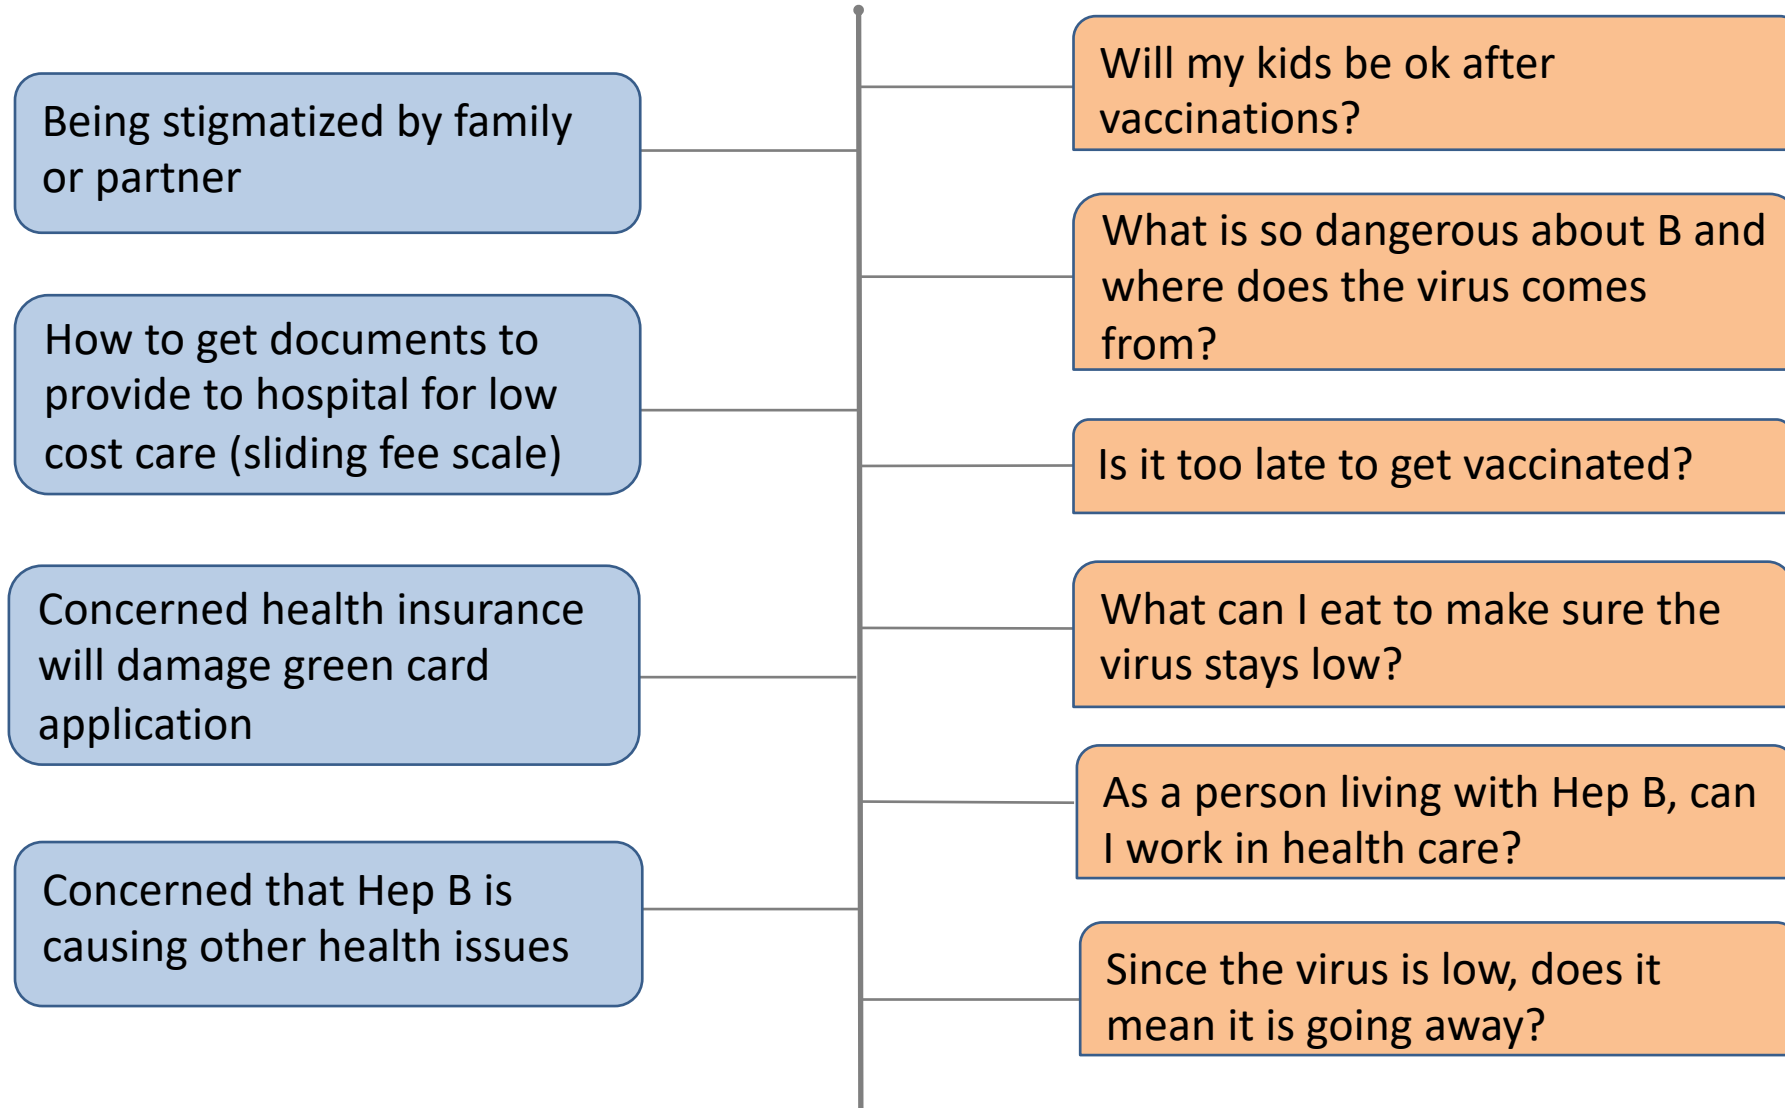 Being stigmatized by family
or partner
How to get documents to
provide to hospital for low
cost care (sliding fee scale)
Concerned health insurance
will damage green card
application
Concerned that Hep B is
causing other health issues
Will my kids be ok after
vaccinations?
What is so dangerous about B and
where does the virus comes
from?
Is it too late to get vaccinated?
What can I eat to make sure the
virus stays low?
As a person living with Hep B, can
I work in health care?
Since the virus is low, does it
mean it is going away?